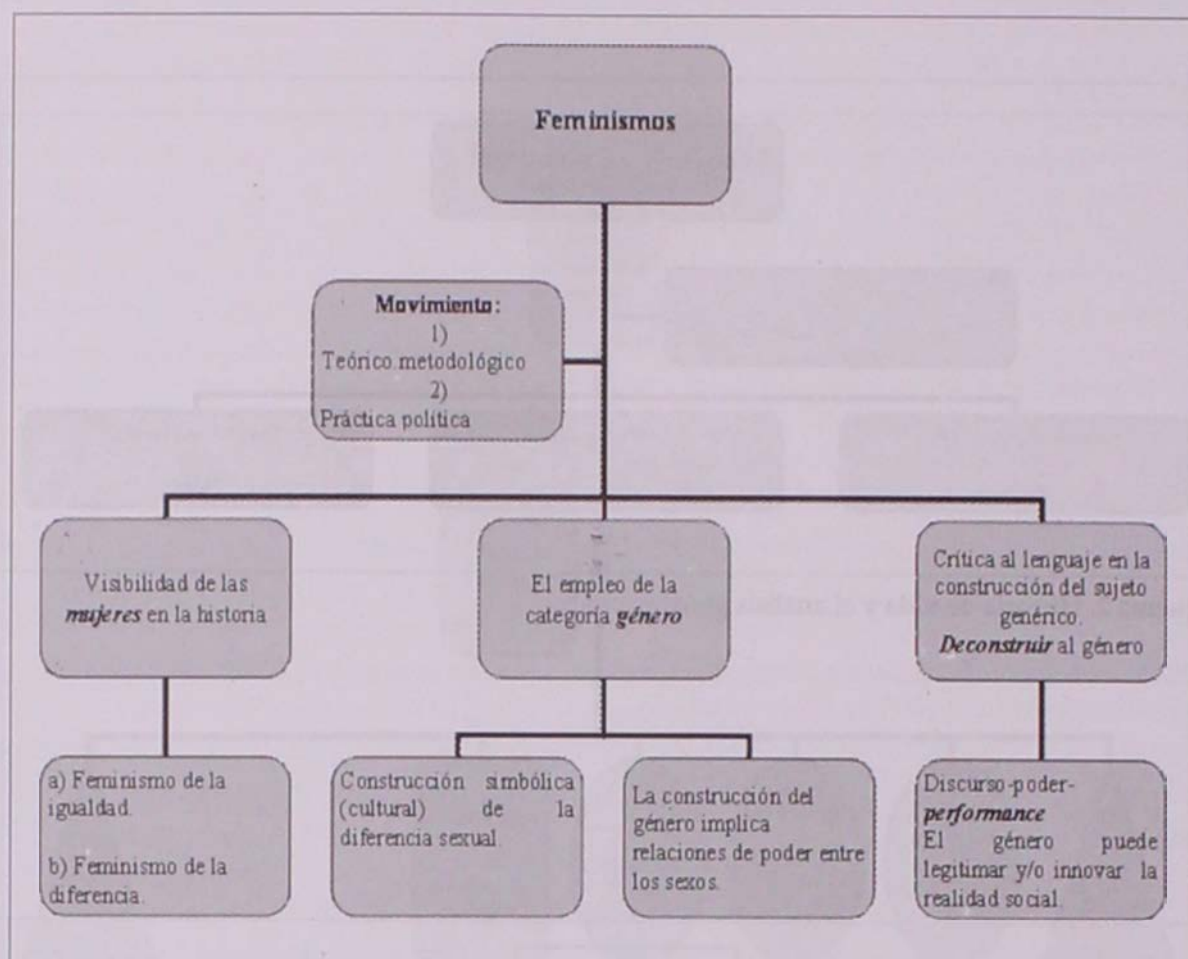 Feminismos
Movimiento:
1)
Teórico metodológico
2)
Práctica política
Visibilidad de las
mujeres en la historia
El empleo de la
categoría género
Crítica al lenguaje en la
construcción del sujeto
genérico.
Deconstruir al género
a) Feminismo de la
igualdad.
b) Feminismo de la
diferencia.
Construcción simbólica
(cultural) de la
diferencia sexual.
La construcción del
género implica
relaciones de poder entre
los sexos.
Discurso-poder-
performance
El género puede
legitimar y/o innovar la
realidad social.